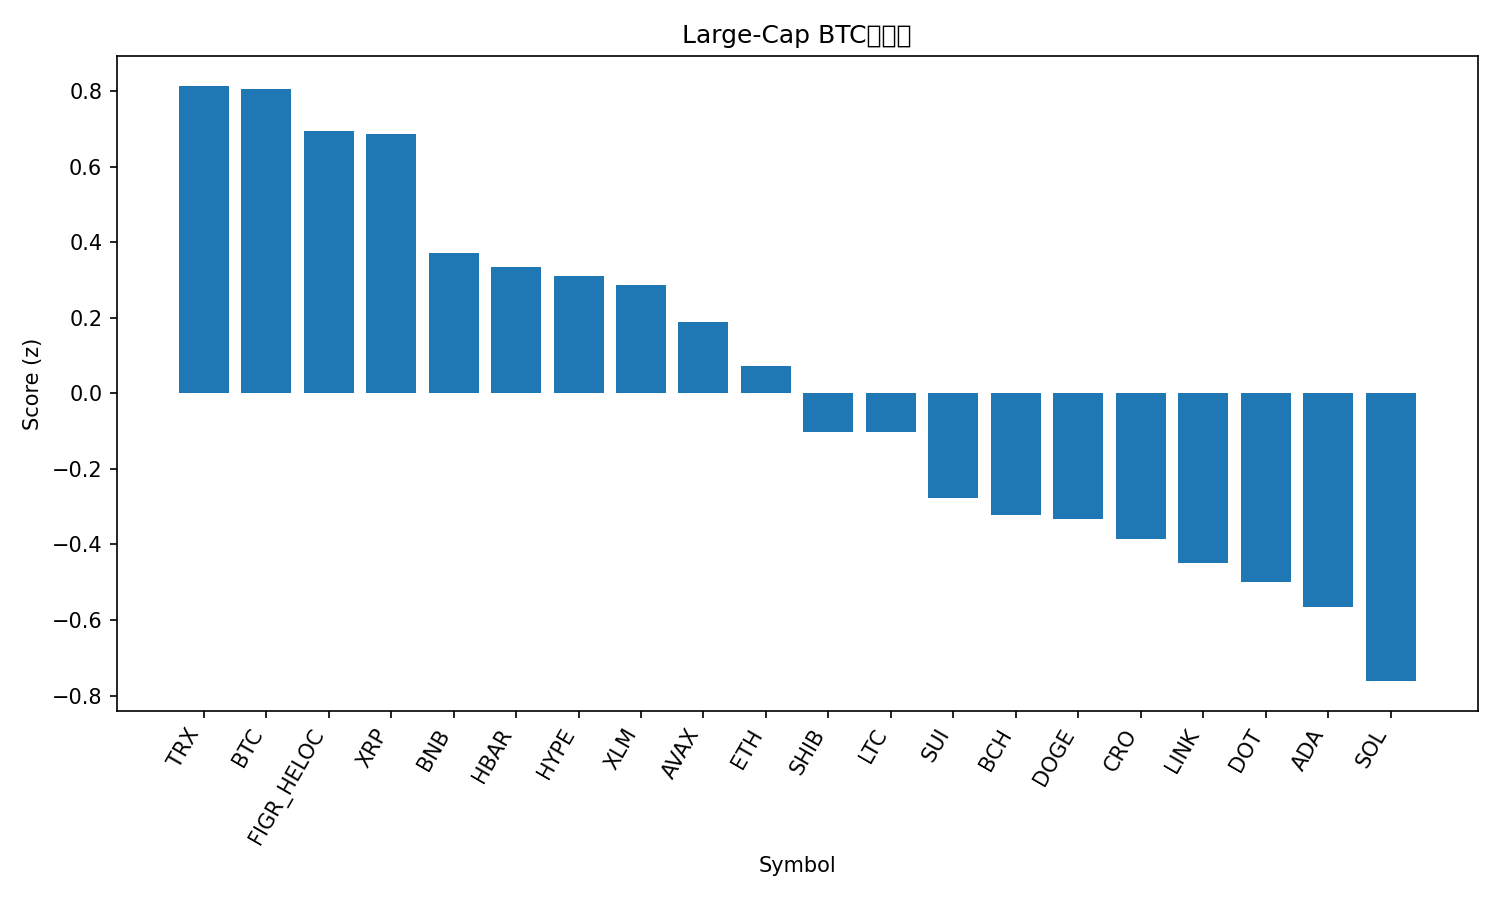 Large-Cap BTC
Score (z)
0.8
0.6
0.4
0.2
0.0
−0.2
−0.4
−0.6
−0.8
TRX
BTC
FIGR_HELOC
XRP
BNB
HBAR
HYPE
XLM
AVAX
ETH
SHIB
LTC
SUI
BCH
DOGE
CRO
LINK
DOT
ADA
SOL
Symbol